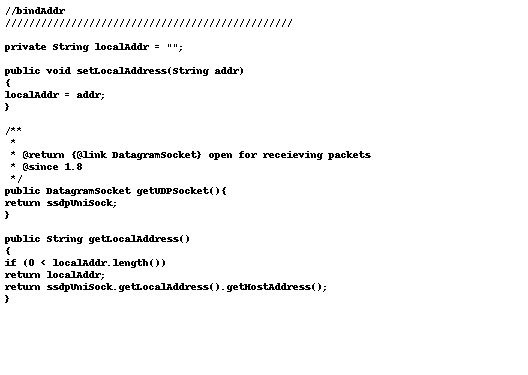 //bindAddr
////////////////////////////////////////////////
private String localAddr = "";
public void setLocalAddress(String addr)
{
localAddr = addr;
}
/**
*
* @return {@link DatagramSocket} open for receieving packets
* @since 1.8
*/
public DatagramSocket getUDPSocket(){
return ssdpUniSock;
}
public String getLocalAddress()
{
if (0 < localAddr.length())
return localAddr;
return ssdpUniSock.getLocalAddress().getHostAddress();
}